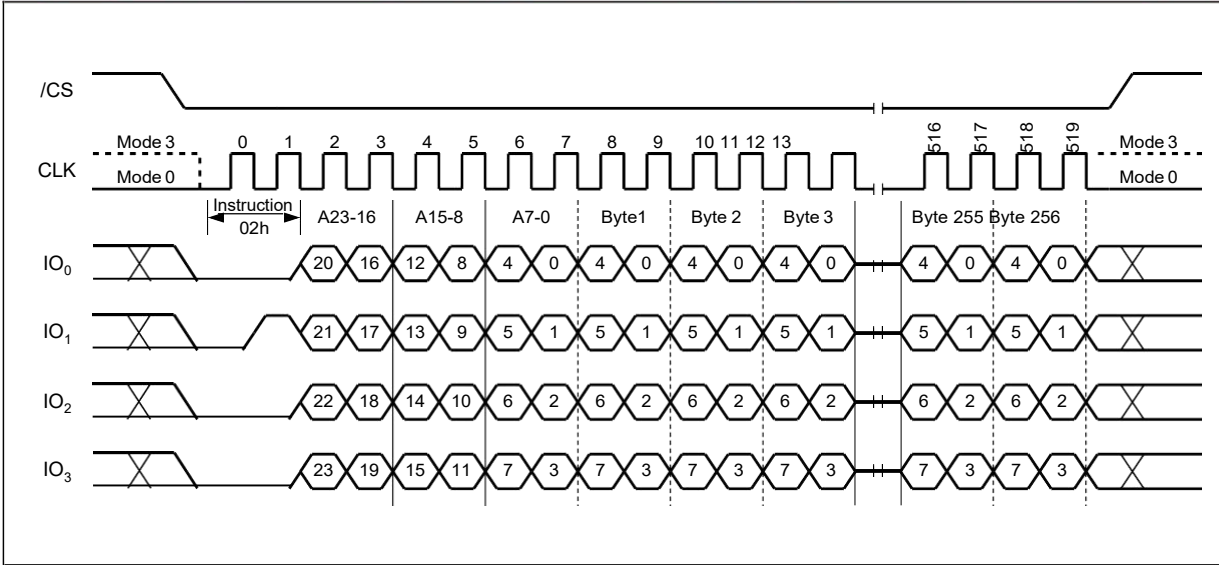 /CS
516 517 518 519
Mode 3 0 1 2 3 4 5 6 7 8 9 10 11 12 13 Mode 3
CLK
Mode 0 Mode 0
Instruction
02h
A23-16 A15-8 A7-0 Byte1 Byte 2 Byte 3 Byte 255 Byte 256
IO0 20 16 12 8 4 0 4 0 4 0 4 0 4 0 4 0
IO1 21 17 13 9 5 1 5 1 5 1 5 1 5 1 5 1
IO2 22 18 14 10 6 2 6 2 6 2 6 2 6 2 6 2
IO3 23 19 15 11 7 3 7 3 7 3 7 3 7 3 7 3